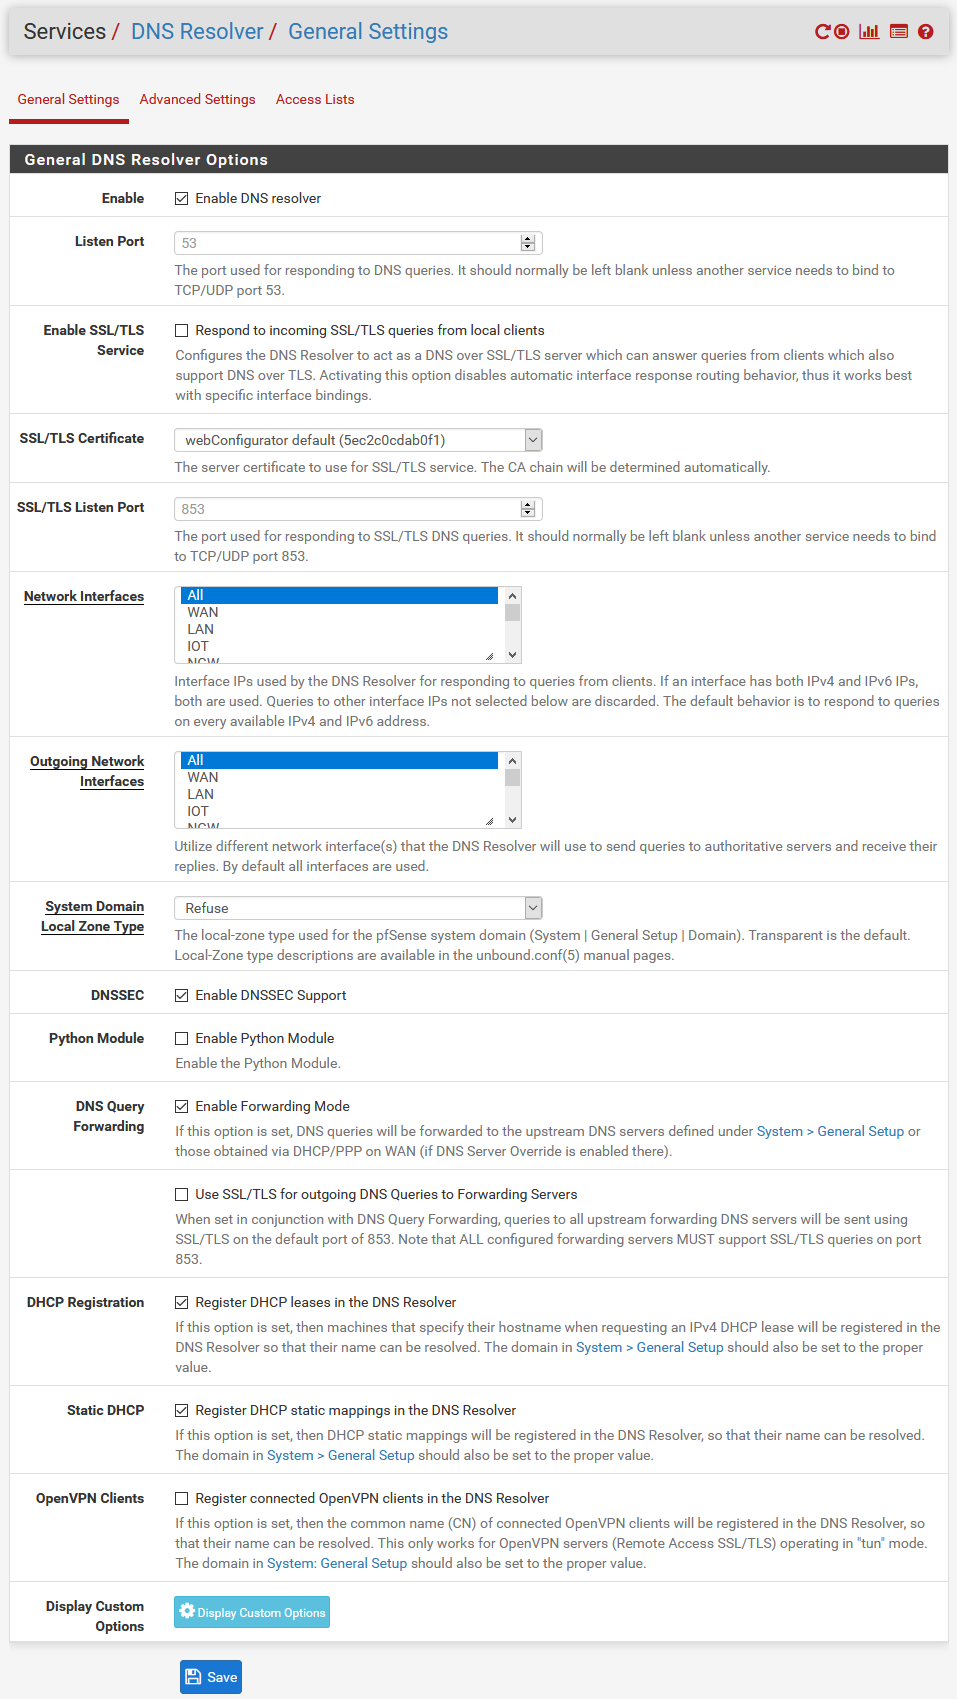 Services / DNS Resolver / General Settings
General Settings Advanced Settings Access Lists
General DNS Resolver Options
Enable
Enable DNS resolver
Listen Port
53
The port used for responding to DNS queries. It should normally be left blank unless another service needs to bind to
TCP/UDP port 53.
Enable SSL/TLS
Service
Respond to incoming SSL/TLS queries from local clients
Configures the DNS Resolver to act as a DNS over SSL/TLS server which can answer queries from clients which also
support DNS over TLS. Activating this option disables automatic interface response routing behavior, thus it works best
with specific interface bindings.
SSL/TLS Certificate
webConfigurator default (5ec2c0cdab0f1)
The server certificate to use for SSL/TLS service. The CA chain will be determined automatically.
SSL/TLS Listen Port
853
The port used for responding to SSL/TLS DNS queries. It should normally be left blank unless another service needs to bind
to TCP/UDP port 853.
Network Interfaces
All
WAN
LAN
IOT
NGW
Interface IPs used by the DNS Resolver for responding to queries from clients. If an interface has both IPv4 and IPv6 IPs,
both are used. Queries to other interface IPs not selected below are discarded. The default behavior is to respond to queries
on every available IPv4 and IPv6 address.
Outgoing Network
Interfaces
All
WAN
LAN
IOT
NGW
Utilize different network interface(s) that the DNS Resolver will use to send queries to authoritative servers and receive their
replies. By default all interfaces are used.
System Domain
Local Zone Type
Refuse
The local-zone type used for the pfSense system domain (System | General Setup | Domain). Transparent is the default.
Local-Zone type descriptions are available in the unbound.conf(5) manual pages.
DNSSEC
Enable DNSSEC Support
Python Module
Enable Python Module
Enable the Python Module.
DNS Query
Forwarding
Enable Forwarding Mode
If this option is set, DNS queries will be forwarded to the upstream DNS servers defined under System > General Setup or
those obtained via DHCP/PPP on WAN (if DNS Server Override is enabled there).
Use SSL/TLS for outgoing DNS Queries to Forwarding Servers
When set in conjunction with DNS Query Forwarding, queries to all upstream forwarding DNS servers will be sent using
SSL/TLS on the default port of 853. Note that ALL configured forwarding servers MUST support SSL/TLS queries on port
853.
DHCP Registration
Register DHCP leases in the DNS Resolver
If this option is set, then machines that specify their hostname when requesting an IPv4 DHCP lease will be registered in the
DNS Resolver so that their name can be resolved. The domain in System > General Setup should also be set to the proper
value.
Static DHCP
Register DHCP static mappings in the DNS Resolver
If this option is set, then DHCP static mappings will be registered in the DNS Resolver, so that their name can be resolved.
The domain in System > General Setup should also be set to the proper value.
OpenVPN Clients
Register connected OpenVPN clients in the DNS Resolver
If this option is set, then the common name (CN) of connected OpenVPN clients will be registered in the DNS Resolver, so
that their name can be resolved. This only works for OpenVPN servers (Remote Access SSL/TLS) operating in "tun" mode.
The domain in System: General Setup should also be set to the proper value.
Display Custom
Options
Display Custom Options
Save